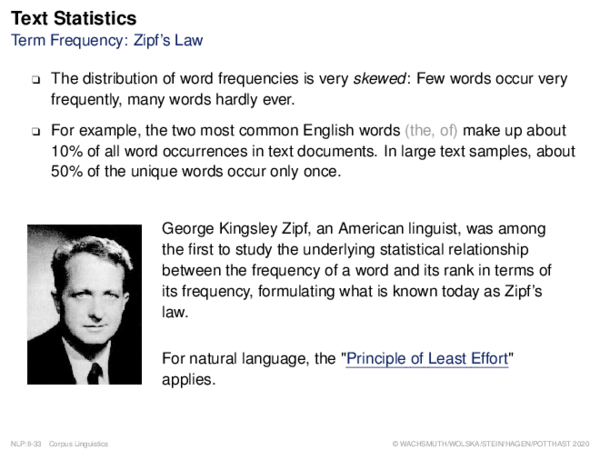 Text Statistics
Term Frequency: Zipf's Law
❑ The distribution of word frequencies is very skewed: Few words occur very
frequently, many words hardly ever.
❑ For example, the two most common English words (the, of) make up about
10% of all word occurrences in text documents. In large text samples, about
50% of the unique words occur only once.
George Kingsley Zipf, an American linguist, was among
the first to study the underlying statistical relationship
between the frequency of a word and its rank in terms of
its frequency, formulating what is known today as Zipf's
law.
For natural language, the "Principle of Least Effort"
applies.
NLP:II-33 Corpus Linguistics
© WACHSMUTH/WOLSKA/STEIN/HAGEN/POTTHAST 2020